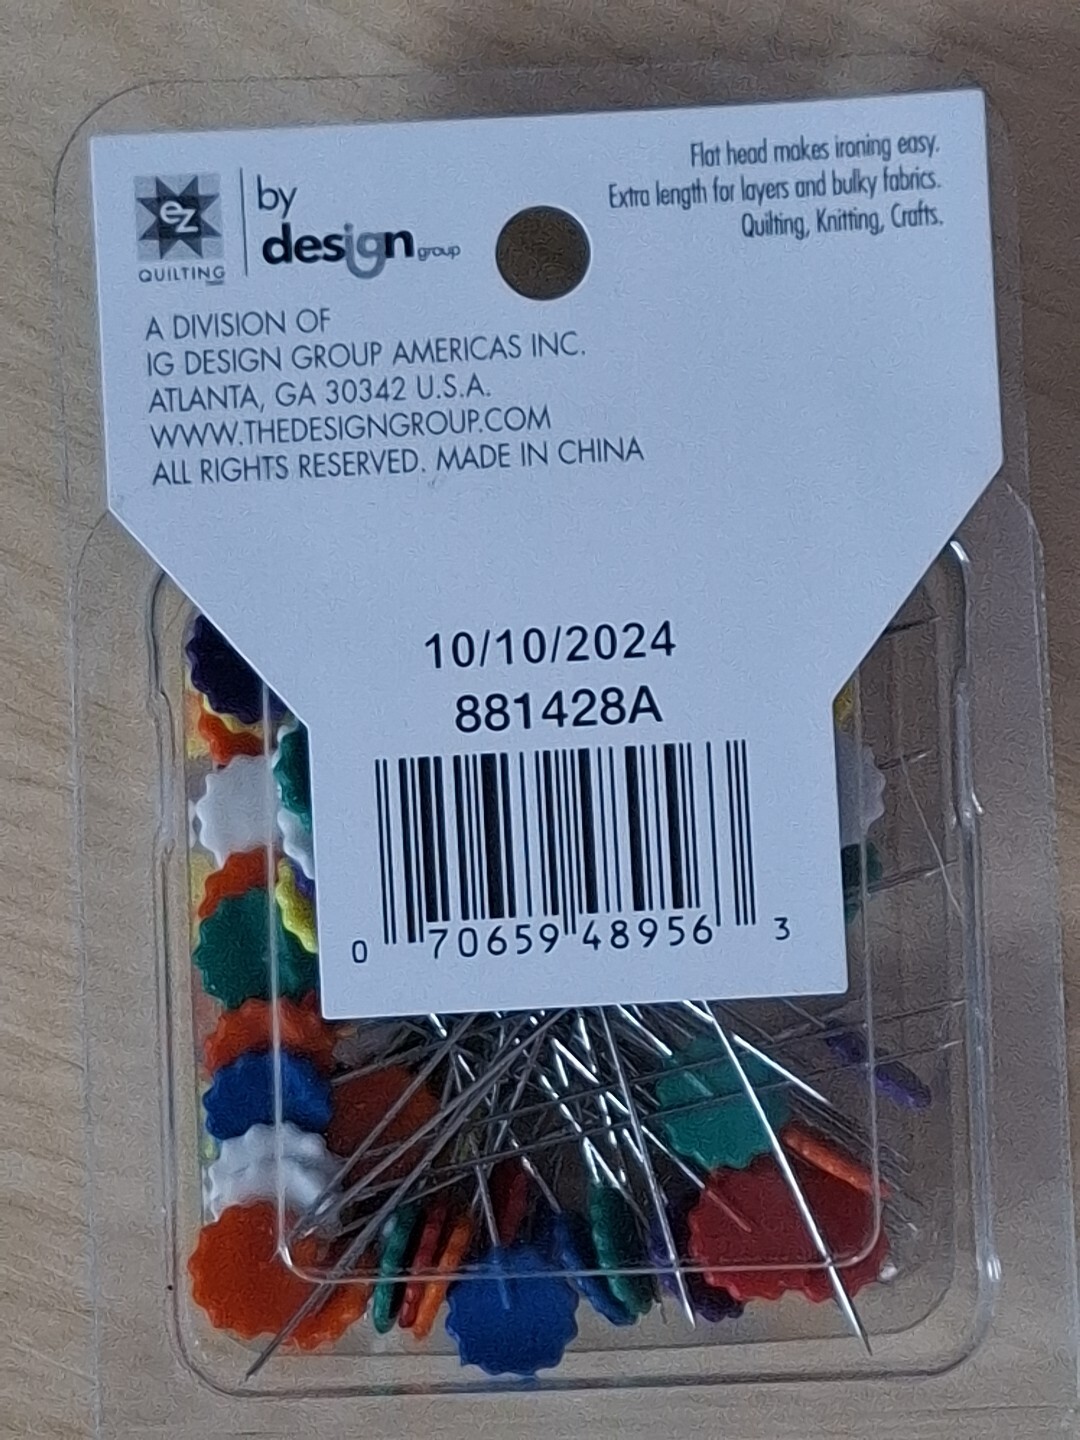 ez
QUILTING
by
design group
Flat head makes ironing easy.
Extra length for layers and bulky fabrics.
Quilting, Knitting, Crafts.
A DIVISION OF
IG DESIGN GROUP AMERICAS INC.
ATLANTA, GA 30342 U.S.A.
WWW.THEDESIGNGROUP.COM
ALL RIGHTS RESERVED. MADE IN CHINA
10/10/2024
881428A
0 70659 48956 3